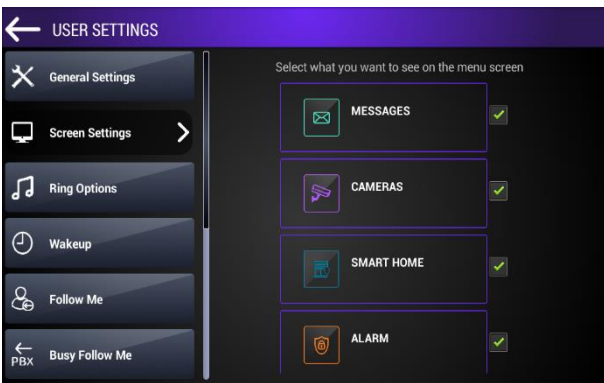 USER SETTINGS
General Settings
Screen Settings
Ring Options
Wakeup
Follow Me
PBX
Busy Follow Me
Select what you want to see on the menu screen
MESSAGES
CAMERAS
SMART HOME
ALARM